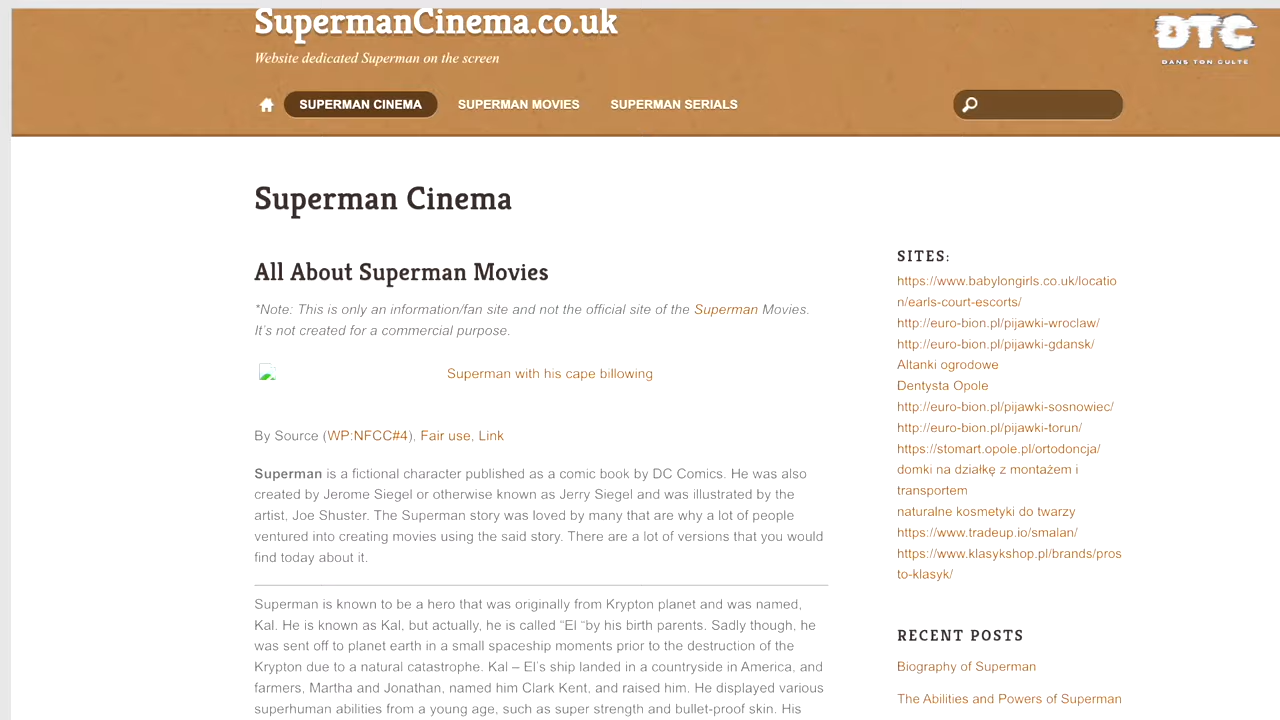 SupermanCinema.co.uk
Website dedicated Superman on the screen
DTC
DANS TON CULTE
SUPERMAN CINEMA
SUPERMAN MOVIES
SUPERMAN SERIALS
Superman Cinema
All About Superman Movies
*Note: This is only an information/fan site and not the official site of the Superman Movies.
It's not created for a commercial purpose.
Superman with his cape billowing
By Source (WP:NFCC#4), Fair use, Link
Superman is a fictional character published as a comic book by DC Comics. He was also
created by Jerome Siegel or otherwise known as Jerry Siegel and was illustrated by the
artist, Joe Shuster. The Superman story was loved by many that are why a lot of people
ventured into creating movies using the said story. There are a lot of versions that you would
find today about it.
Superman is known to be a hero that was originally from Krypton planet and was named,
Kal. He is known as Kal, but actually, he is called “El “by his birth parents. Sadly though, he
was sent off to planet earth in a small spaceship moments prior to the destruction of the
Krypton due to a natural catastrophe. Kal – El's ship landed in a countryside in America, and
farmers, Martha and Jonathan, named him Clark Kent, and raised him. He displayed various
superhuman abilities from a young age, such as super strength and bullet-proof skin. His
SITES:
https://www.babylongirls.co.uk/locatio
n/earls-court-escorts/
http://euro-bion.pl/pijawki-wroclaw/
http://euro-bion.pl/pijawki-gdansk/
Altanki ogrodowe
Dentysta Opole
http://euro-bion.pl/pijawki-sosnowiec/
http://euro-bion.pl/pijawki-torun/
https://stomart.opole.pl/ortodoncja/
domki na działkę z montażem i
transportem
naturalne kosmetyki do twarzy
https://www.tradeup.io/smalan/
https://www.klasykshop.pl/brands/pros
to-klasyk/
RECENT POSTS
Biography of Superman
The Abilities and Powers of Superman